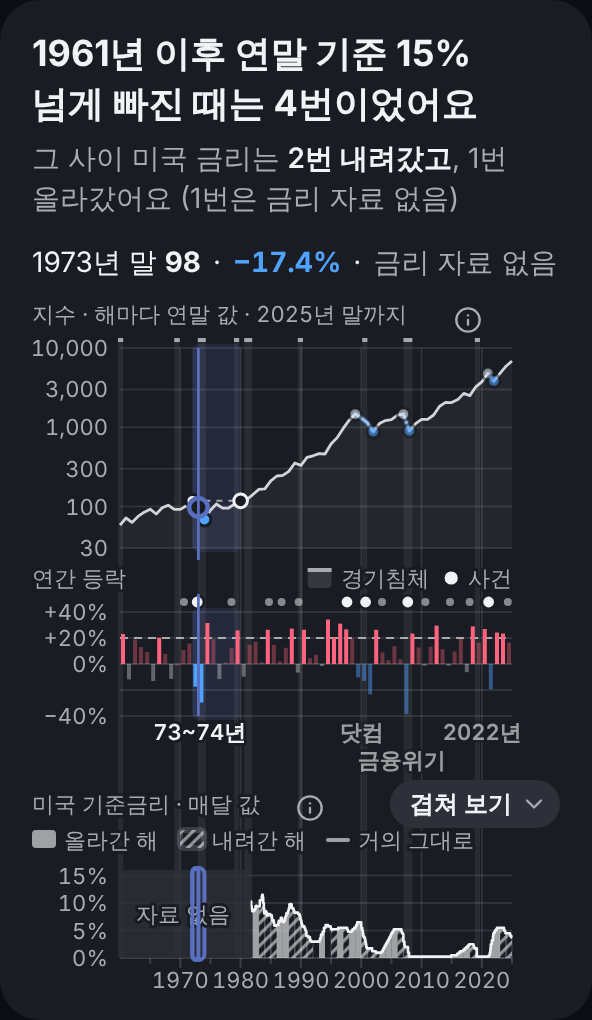 1961년 이후 연말 기준 15%
넘게 빠진 때는 4번이었어요
그 사이 미국 금리는 2번 내려갔고, 1번
올라갔어요 (1번은 금리 자료 없음)
1973년 말 98 · −17.4% · 금리 자료 없음
지수 · 해마다 연말 값 · 2025년 말까지
10,000
3,000
1,000
300
100
30
연간 등락 경기침체 사건
+40%
+20%
0%
−40%
73~74년 닷컴 2022년
금융위기
미국 기준금리 · 매달 값 겹쳐 보기
올라간 해 내려간 해 거의 그대로
15%
10%
자료 없음
5%
0%
1970 1980 1990 2000 2010 2020